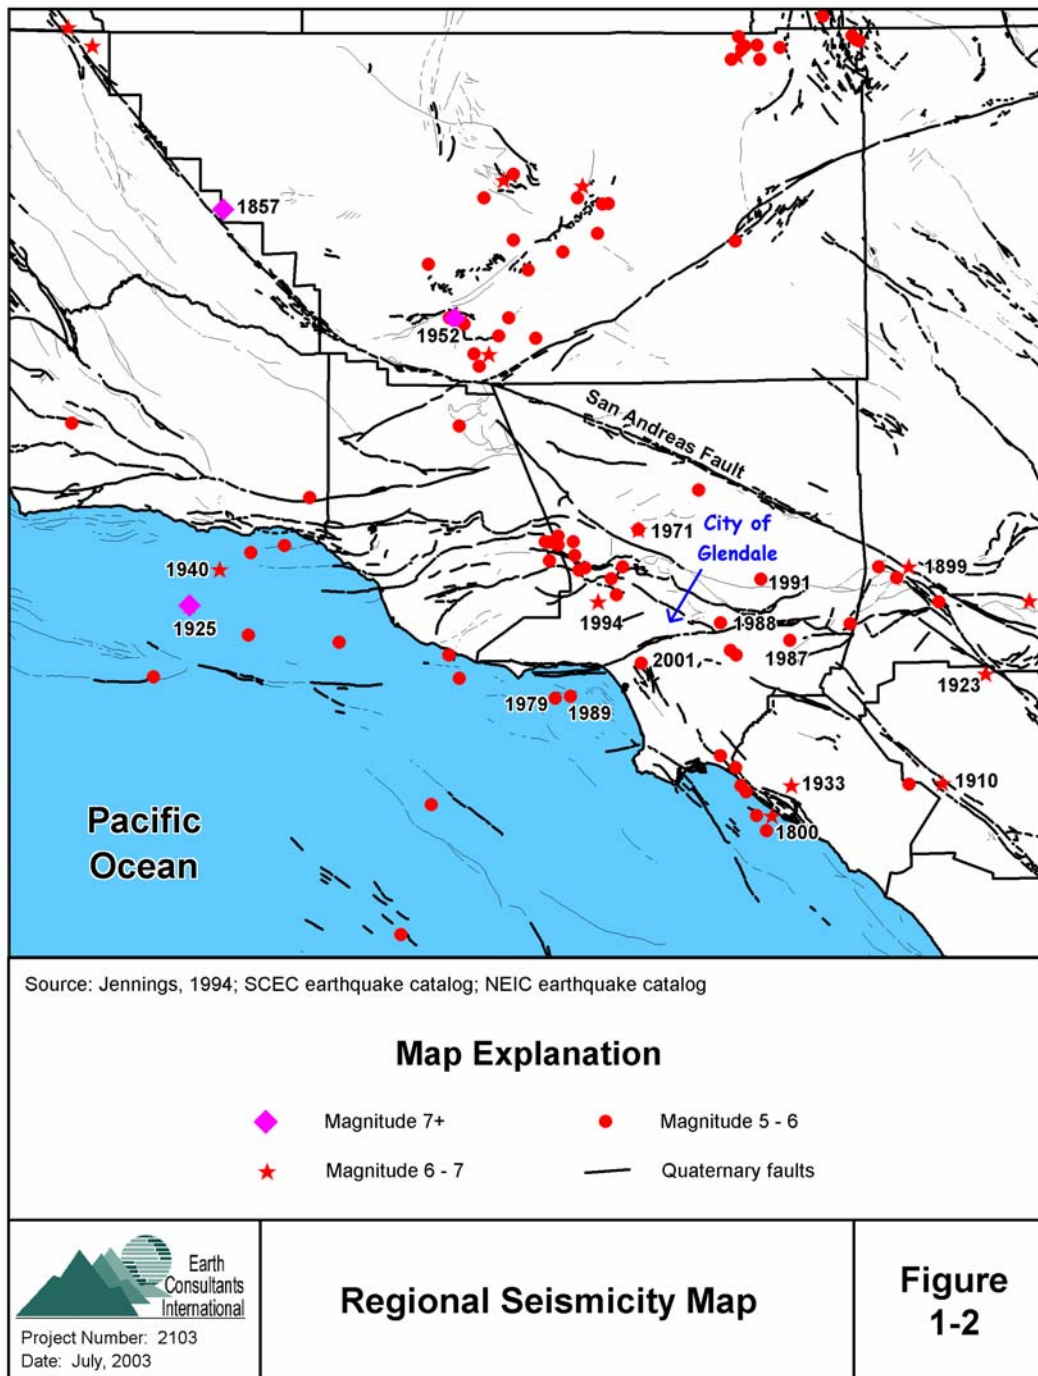 1857
1952
San Andreas Fault
1971
City of
Glendale
1940
1899
1991
1925
1994
1988
2001
1987
1923
1979
1989
1933
1910
1800
Pacific
Ocean
Source: Jennings, 1994; SCEC earthquake catalog; NEIC earthquake catalog
Map Explanation
Magnitude 7+
Magnitude 5 - 6
Magnitude 6 - 7
Quaternary faults
Earth
Consultants
International
Project Number: 2103
Date: July, 2003
Regional Seismicity Map
Figure
1-2